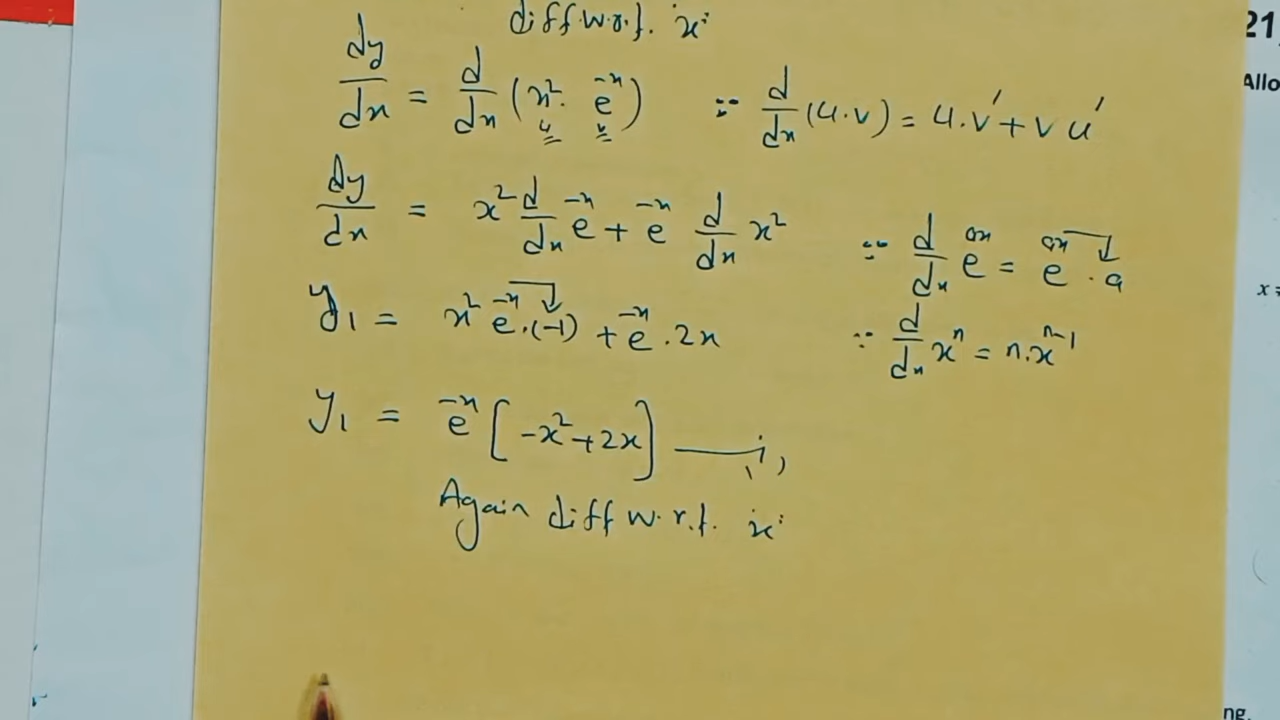 diff w.r.t. 'x'
dy/dx = d/dx (x². e⁻ˣ) ∵ d/dx (u.v) = u.v′ + v u′
u v
dy/dx = x² d/dx e⁻ˣ + e⁻ˣ d/dx x² ∵ d/dx eᵃˣ = eᵃˣ . a
y₁ = x² e⁻ˣ.(-1) + e⁻ˣ . 2x ∵ d/dx xⁿ = n.xⁿ⁻¹
y₁ = e⁻ˣ [-x² + 2x] — i,
Again diff w.r.t. 'x'
21
Allo
x =
ng.